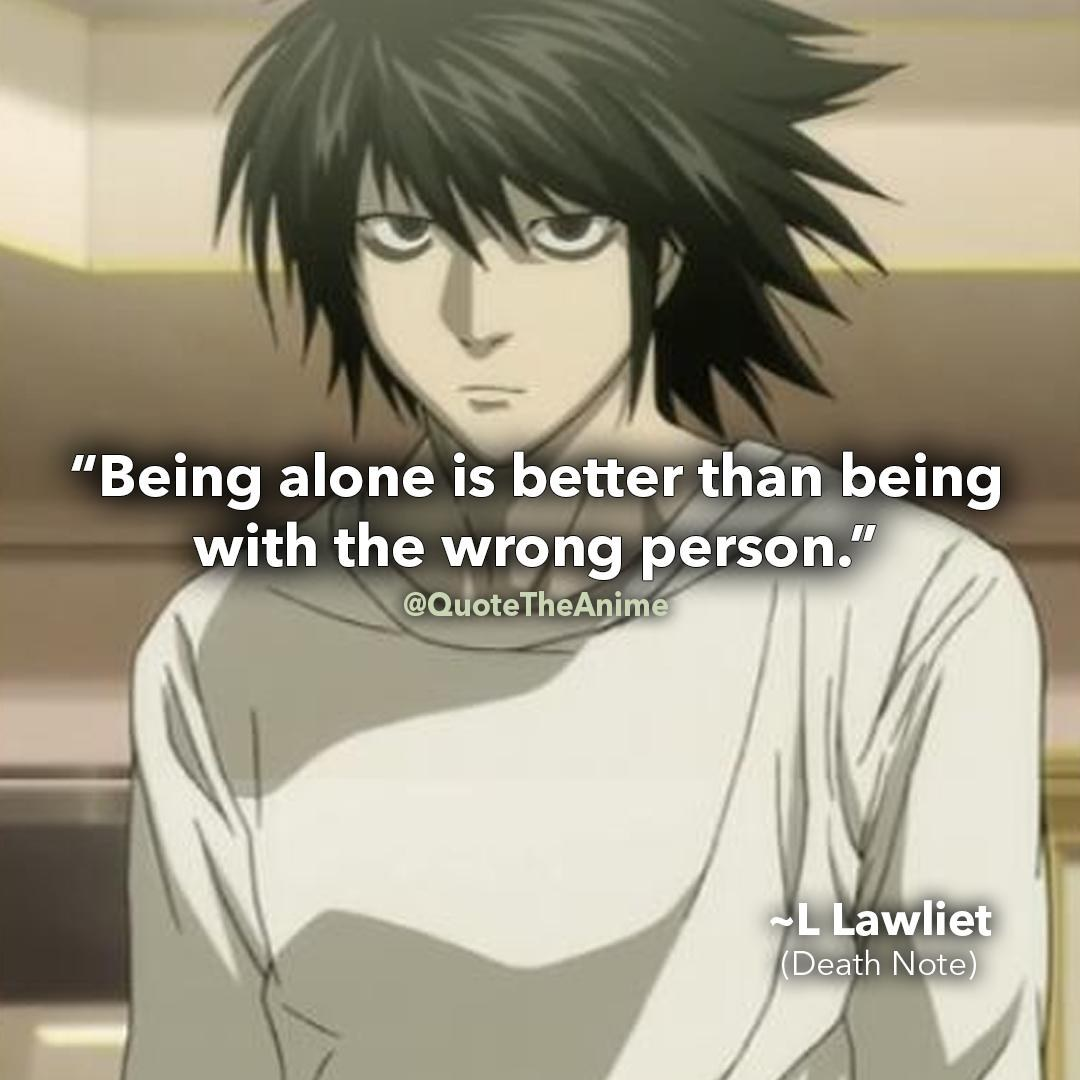 “Being alone is better than being
with the wrong person.”
@QuoteTheAnime
~L Lawliet
(Death Note)